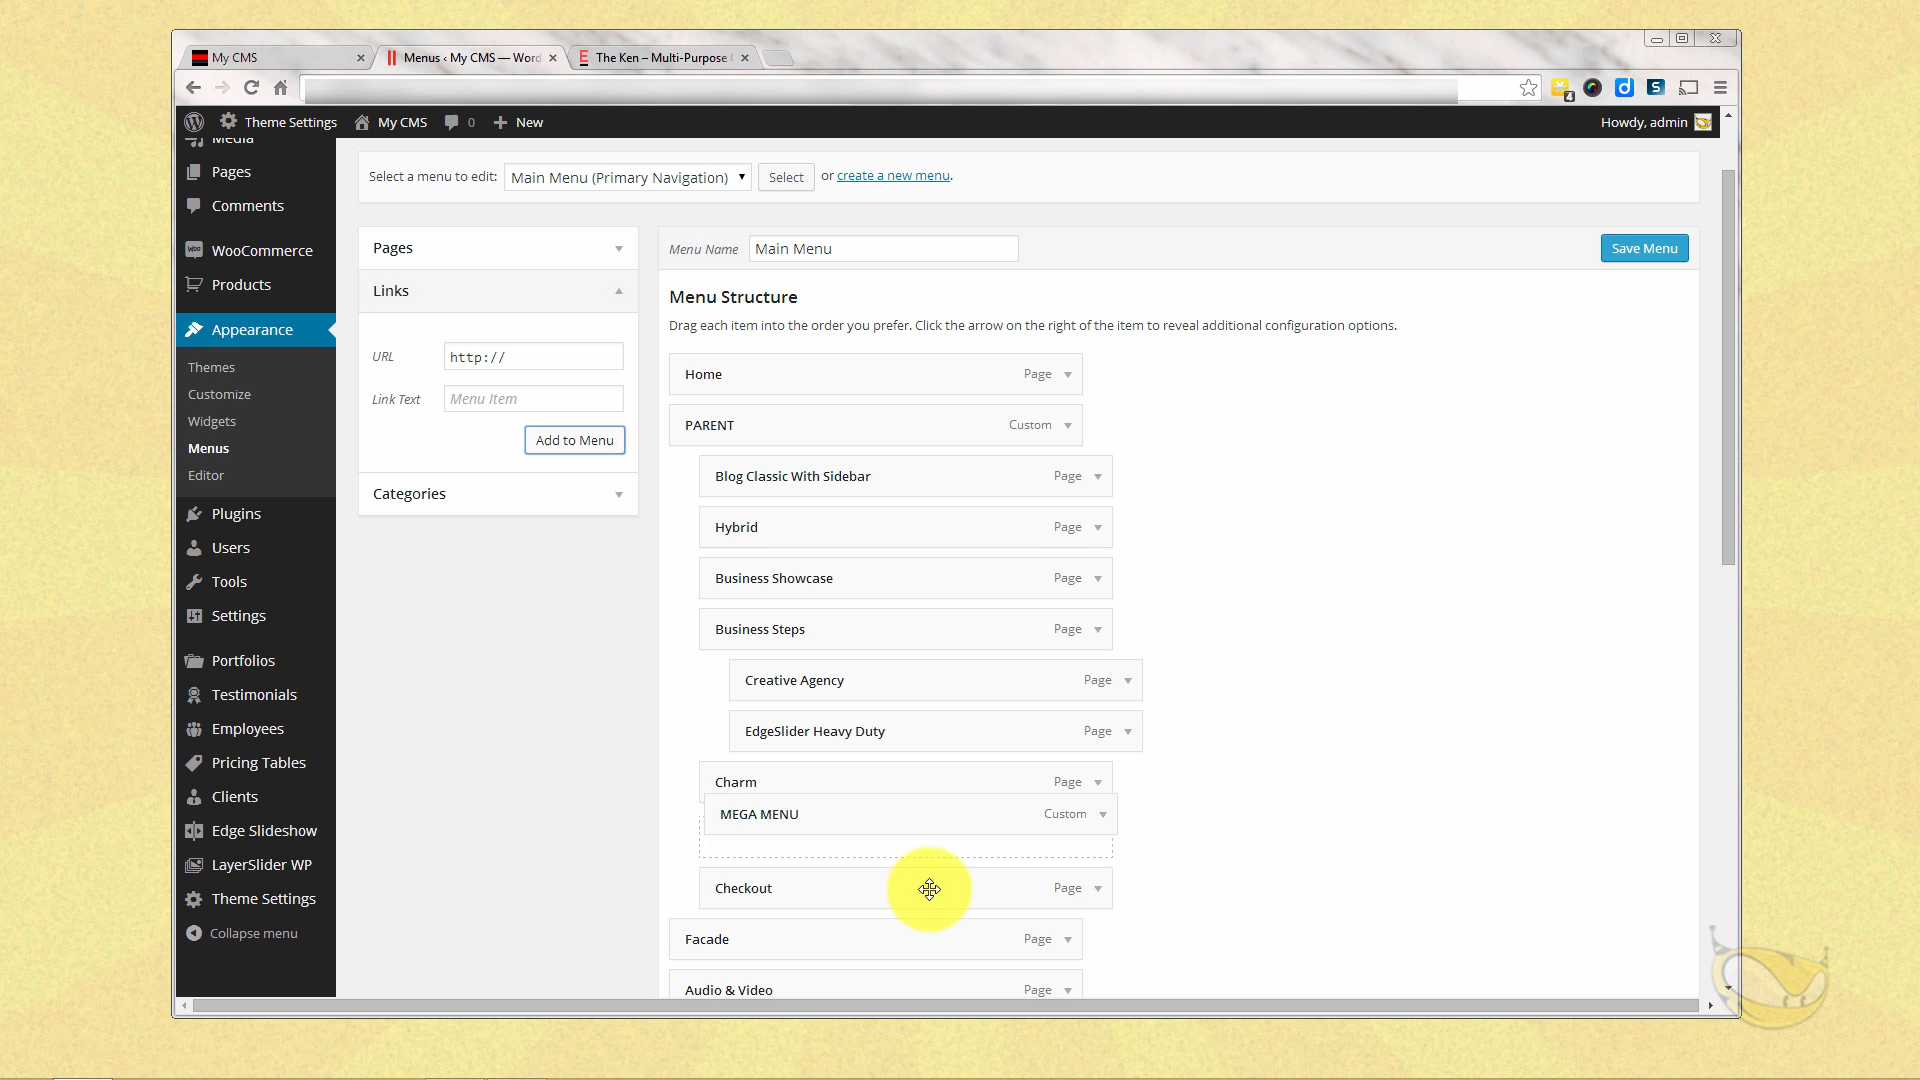 My CMS
Menus ‹ My CMS — Word
The Ken – Multi-Purpose
4
Theme Settings
My CMS
0
New
Howdy, admin
Media
Pages
Comments
WooCommerce
Products
Appearance
Themes
Customize
Widgets
Menus
Editor
Plugins
Users
Tools
Settings
Portfolios
Testimonials
Employees
Pricing Tables
Clients
Edge Slideshow
LayerSlider WP
Theme Settings
Collapse menu
Select a menu to edit: Main Menu (Primary Navigation) Select or create a new menu.
Pages
Links
URL http://
Link Text Menu Item
Add to Menu
Categories
Menu Name Main Menu Save Menu
Menu Structure
Drag each item into the order you prefer. Click the arrow on the right of the item to reveal additional configuration options.
Home Page
PARENT Custom
Blog Classic With Sidebar Page
Hybrid Page
Business Showcase Page
Business Steps Page
Creative Agency Page
EdgeSlider Heavy Duty Page
Charm Page
MEGA MENU Custom
Checkout Page
Facade Page
Audio & Video Page